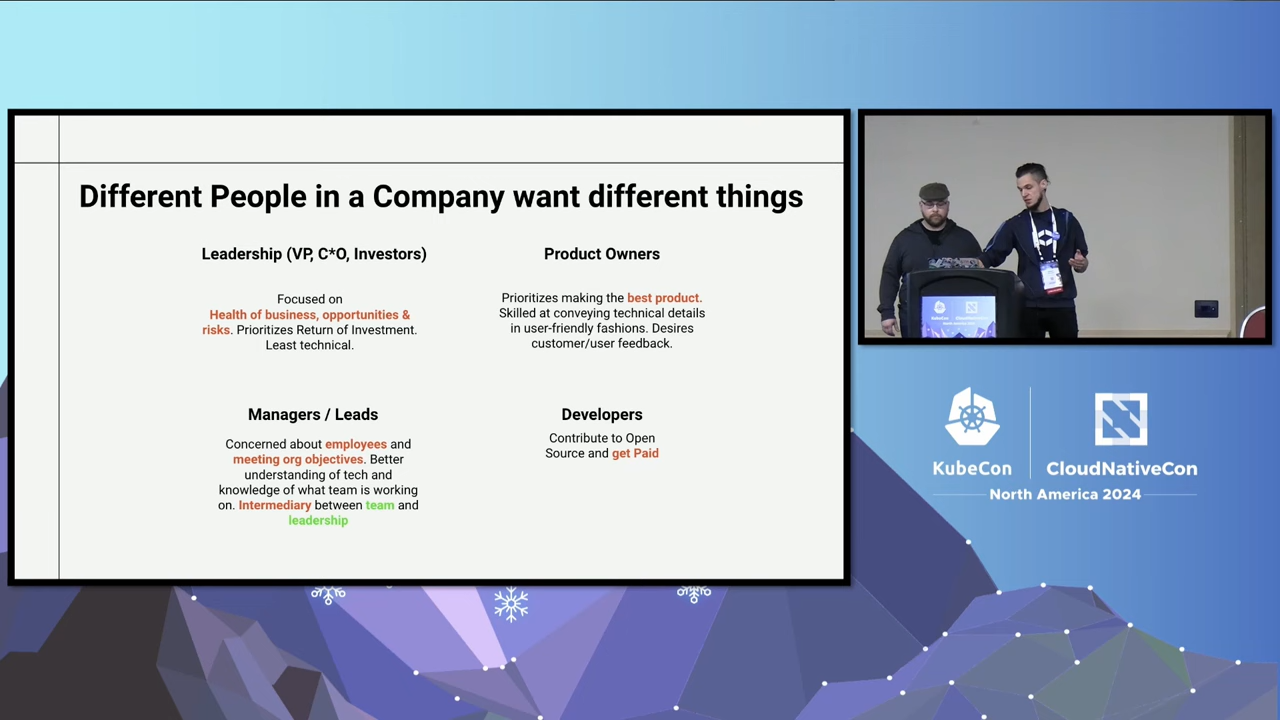 Different People in a Company want different things
Leadership (VP, C*O, Investors)
Focused on
Health of business, opportunities &
risks. Prioritizes Return of Investment.
Least technical.
Product Owners
Prioritizes making the best product.
Skilled at conveying technical details
in user-friendly fashions. Desires
customer/user feedback.
Managers / Leads
Concerned about employees and
meeting org objectives. Better
understanding of tech and
knowledge of what team is working
on. Intermediary between team and
leadership
Developers
Contribute to Open
Source and get Paid
KubeCon
CloudNativeCon
North America 2024